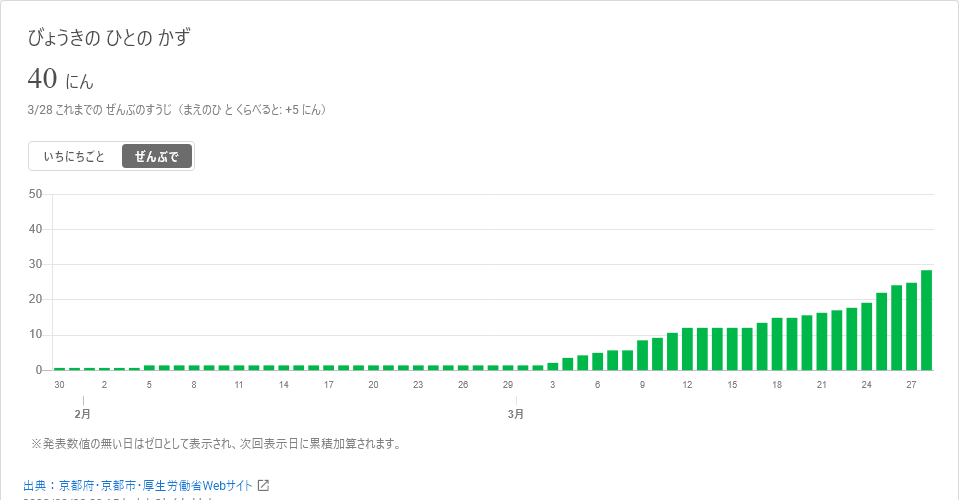 びょうきの ひとの かず
40 にん
3/28 これまでの ぜんぶのすうじ（まえのひ と くらべると: +5 にん）
いちにちごと ぜんぶで
50
40
30
20
10
0
30 2 5 8 11 14 17 20 23 26 29 3 6 9 12 15 18 21 24 27
2月 3月
※発表数値の無い日はゼロとして表示され、次回表示日に累積加算されます。
出典：京都府・京都市・厚生労働省Webサイト